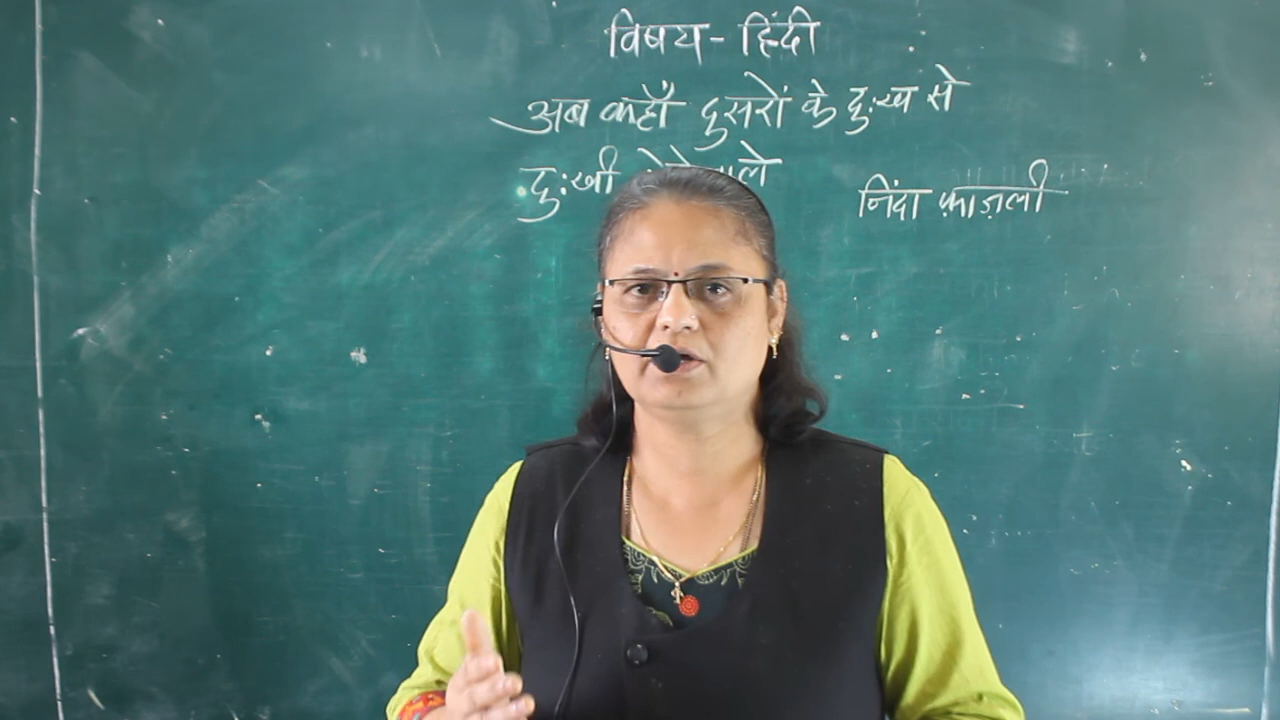 विषय - हिंदी
अब कहाँ दुसरों के दुःख से
दुःखी
निंदा फ़ाज़ली